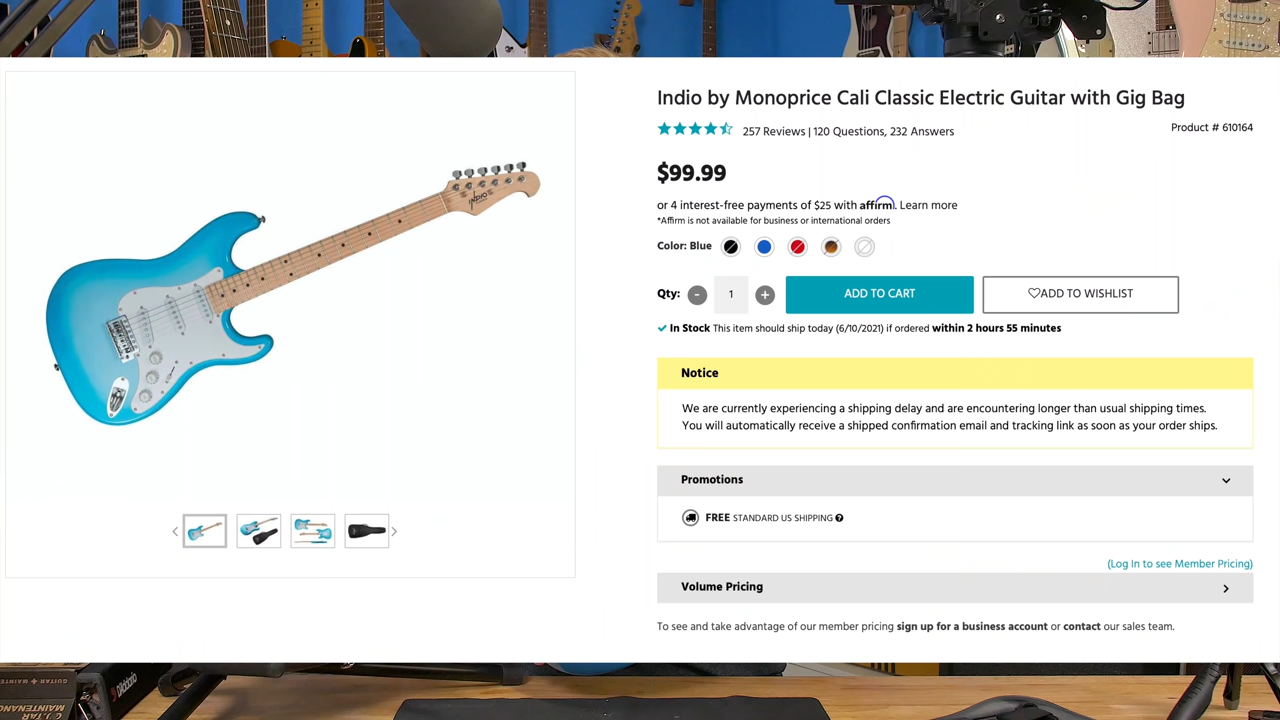 Indio by Monoprice Cali Classic Electric Guitar with Gig Bag
257 Reviews | 120 Questions, 232 Answers
Product # 610164
$99.99
or 4 interest-free payments of $25 with affirm. Learn more
*Affirm is not available for business or international orders
Color: Blue
Qty:
-
1
+
ADD TO CART
ADD TO WISHLIST
In Stock This item should ship today (6/10/2021) if ordered within 2 hours 55 minutes
Notice
We are currently experiencing a shipping delay and are encountering longer than usual shipping times.
You will automatically receive a shipped confirmation email and tracking link as soon as your order ships.
Promotions
FREE STANDARD US SHIPPING ?
(Log In to see Member Pricing)
Volume Pricing
To see and take advantage of our member pricing sign up for a business account or contact our sales team.
INDIO
GUITAR
MAINTENANCE
D'Addario